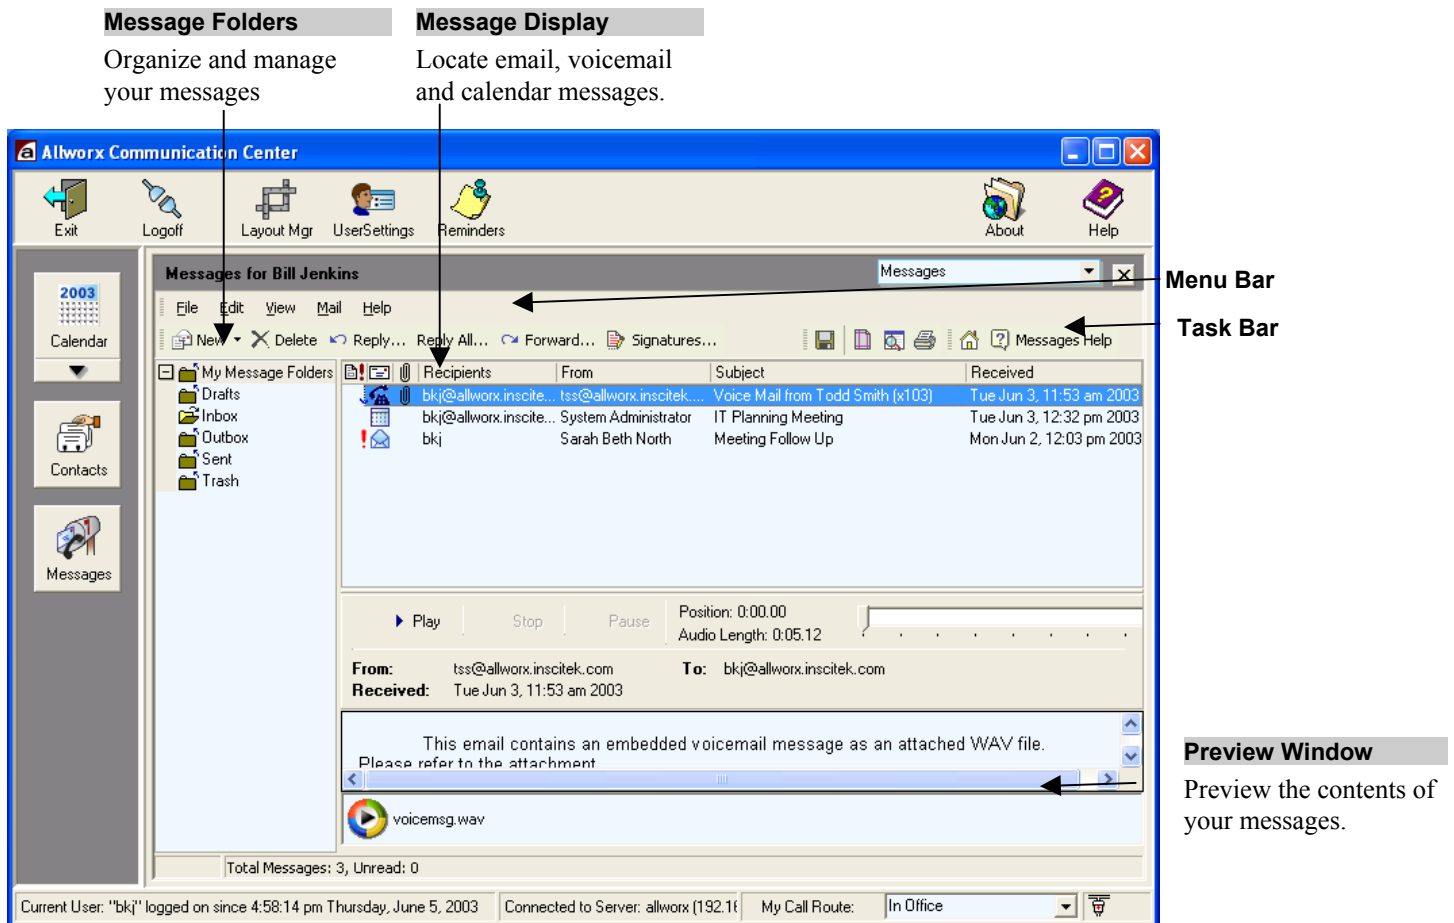 Message Folders
Organize and manage
your messages
Message Display
Locate email, voicemail
and calendar messages.
Allworx Communication Center
Exit
Logoff
Layout Mgr
UserSettings
Reminders
About
Help
Messages for Bill Jenkins
Messages
Menu Bar
File Edit View Mail Help
Task Bar
New Delete Reply... Reply All... Forward... Signatures... Messages Help
2003
Calendar
Contacts
Messages
My Message Folders
Drafts
Inbox
Outbox
Sent
Trash
Recipients From Subject Received
bkj@allworx.inscite... tss@allworx.inscitek.... Voice Mail from Todd Smith (x103) Tue Jun 3, 11:53 am 2003
bkj@allworx.inscite... System Administrator IT Planning Meeting Tue Jun 3, 12:32 pm 2003
bkj Sarah Beth North Meeting Follow Up Mon Jun 2, 12:03 pm 2003
Play Stop Pause
Position: 0:00.00
Audio Length: 0:05.12
From: tss@allworx.inscitek.com To: bkj@allworx.inscitek.com
Received: Tue Jun 3, 11:53 am 2003
This email contains an embedded voicemail message as an attached WAV file.
Please refer to the attachment
voicemsg.wav
Preview Window
Preview the contents of
your messages.
Total Messages: 3, Unread: 0
Current User: "bkj" logged on since 4:58:14 pm Thursday, June 5, 2003 Connected to Server: allworx (192.16 My Call Route: In Office